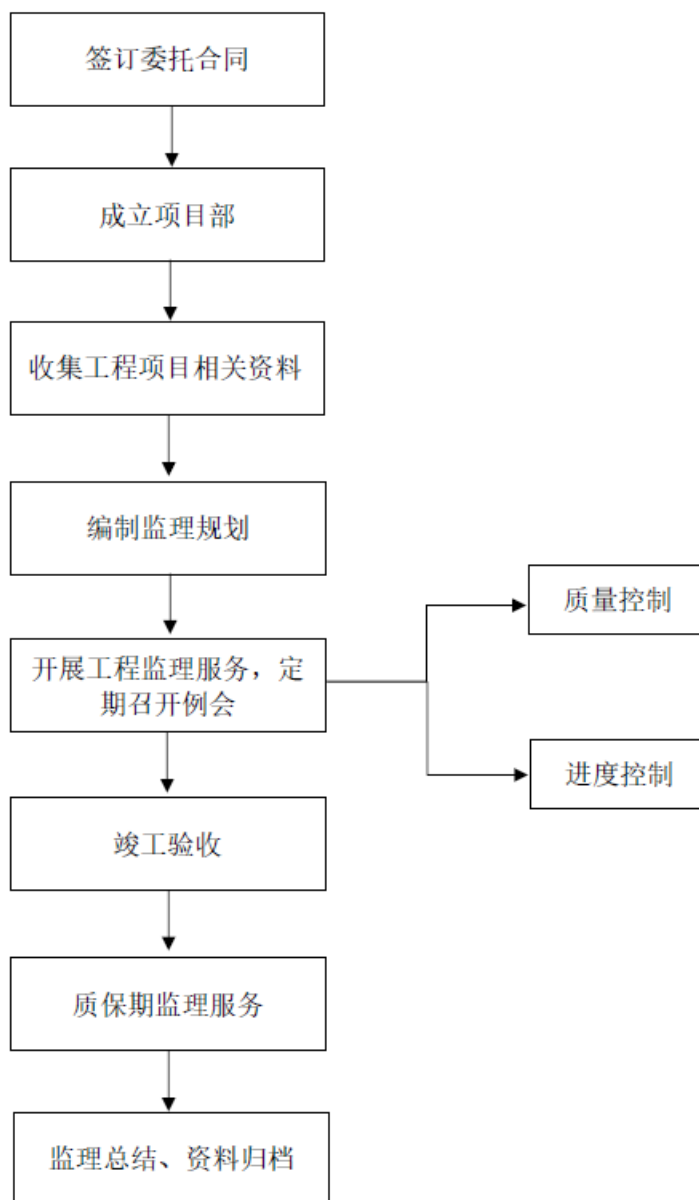 签订委托合同
成立项目部
收集工程项目相关资料
编制监理规划
质量控制
开展工程监理服务，定
期召开例会
进度控制
竣工验收
质保期监理服务
监理总结、资料归档